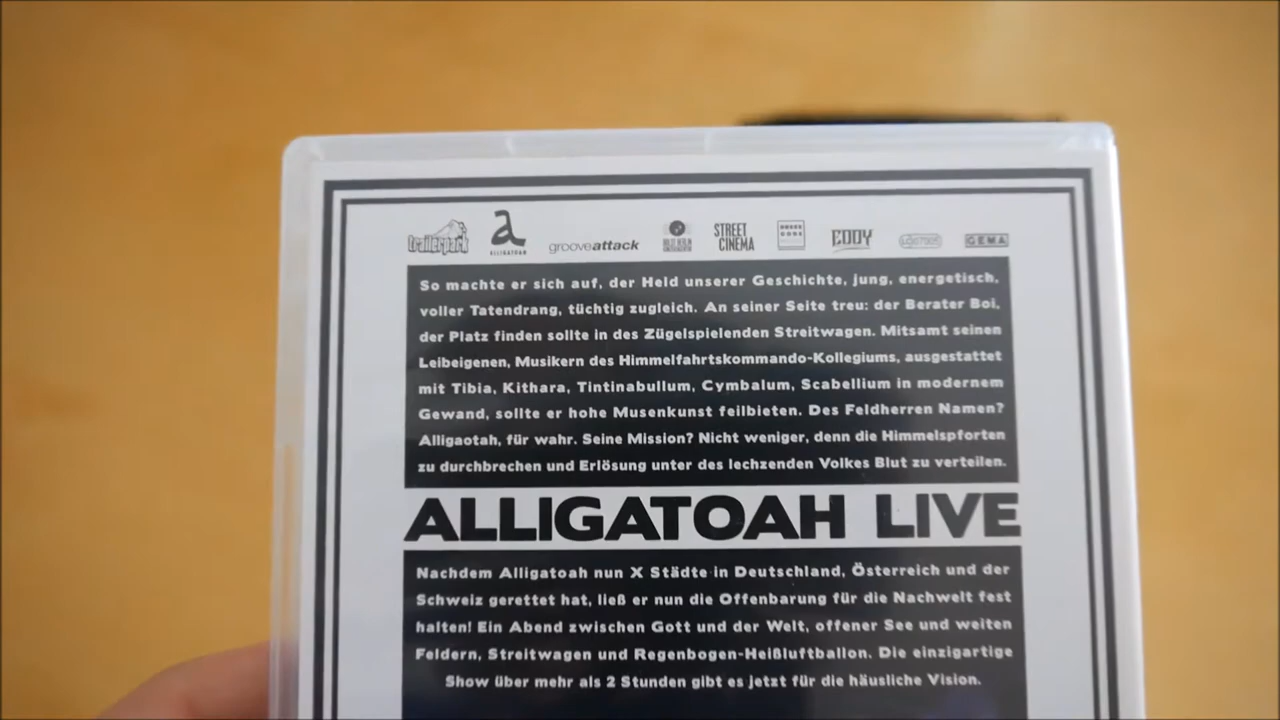 trailerpark a ALLIGATOAH grooveattack STREET CINEMA EDDY LC 07805 GEMA
So machte er sich auf, der Held unserer Geschichte, jung, energetisch,
voller Tatendrang, tüchtig zugleich. An seiner Seite treu: der Berater Boi,
der Platz finden sollte in des Zügelspielenden Streitwagen. Mitsamt seinen
Leibeigenen, Musikern des Himmelfahrtskommando-Kollegiums, ausgestattet
mit Tibia, Kithara, Tintinabullum, Cymbalum, Scabellium in modernem
Gewand, sollte er hohe Musenkunst feilbieten. Des Feldherren Namen?
Alligaotah, für wahr. Seine Mission? Nicht weniger, denn die Himmelspforten
zu durchbrechen und Erlösung unter des lechzenden Volkes Blut zu verteilen.
ALLIGATOAH LIVE
Nachdem Alligatoah nun X Städte in Deutschland, Österreich und der
Schweiz gerettet hat, ließ er nun die Offenbarung für die Nachwelt fest
halten! Ein Abend zwischen Gott und der Welt, offener See und weiten
Feldern, Streitwagen und Regenbogen-Heißluftballon. Die einzigartige
Show über mehr als 2 Stunden gibt es jetzt für die häusliche Vision.